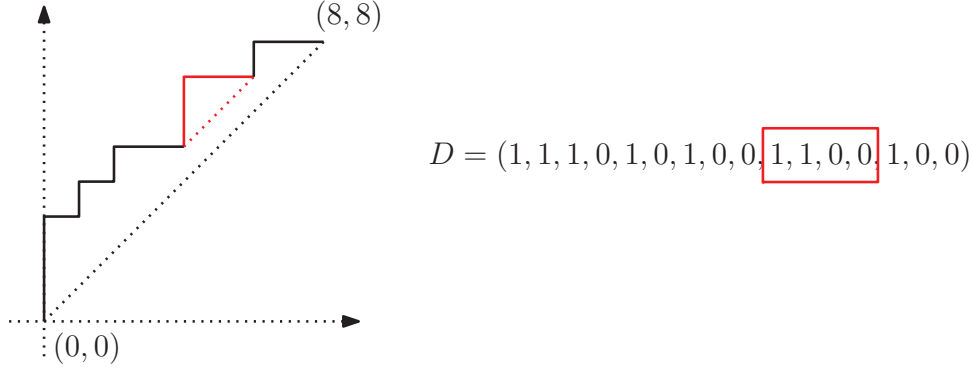 (8, 8)
D = (1, 1, 1, 0, 1, 0, 1, 0, 0, 1, 1, 0, 0, 1, 0, 0)
(0, 0)